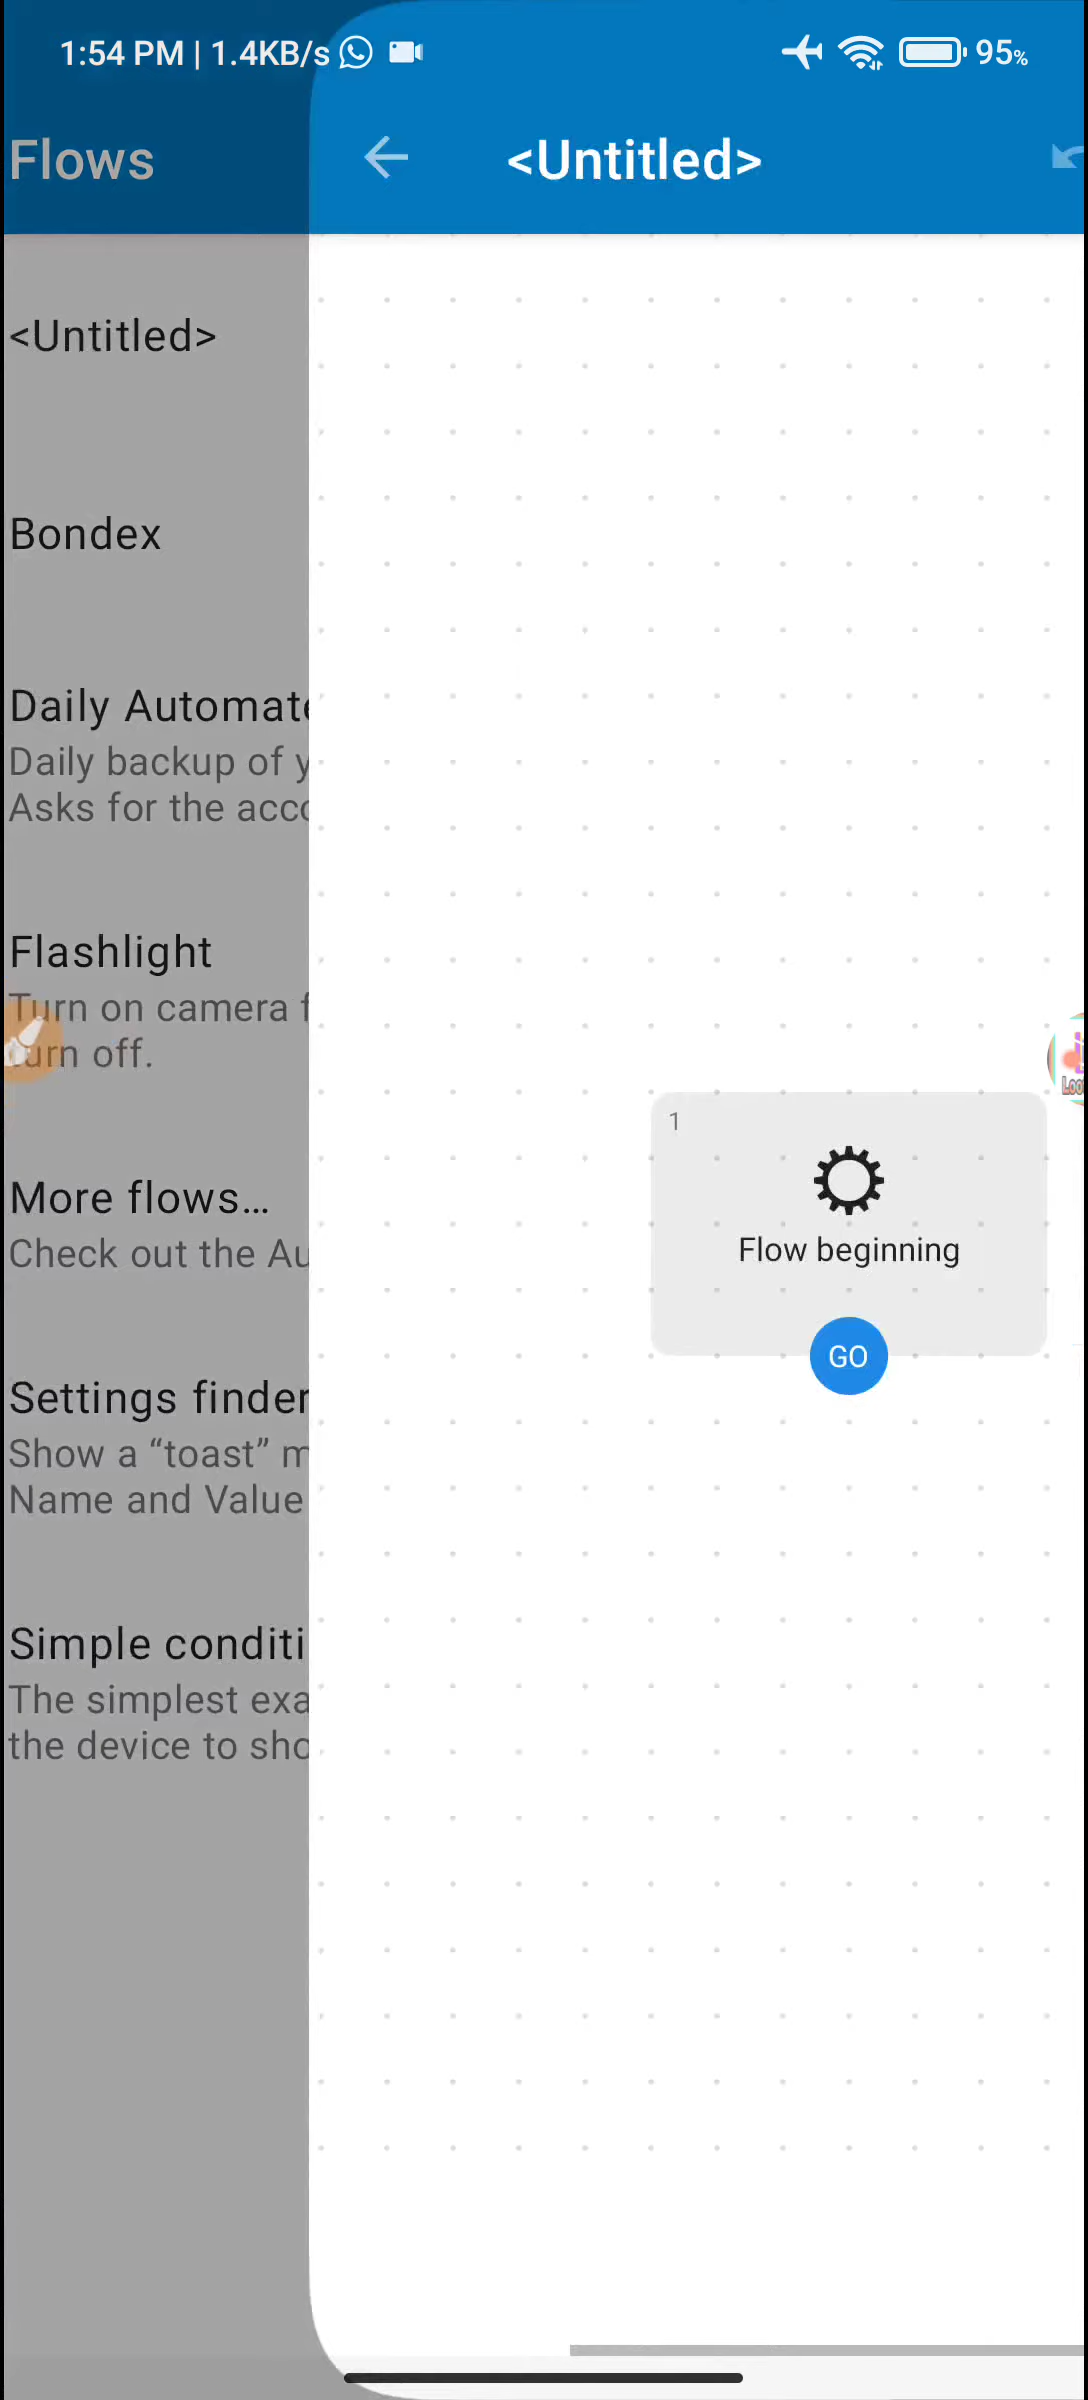 1:54 PM | 1.4KB/s 95%
Flows
<Untitled>
<Untitled>
Bondex
Daily Automate
Daily backup of y
Asks for the acco
Flashlight
Turn on camera f
turn off.
More flows...
Check out the Au
Settings finder
Show a “toast” m
Name and Value
Simple conditi
The simplest exa
the device to sho
1
Flow beginning
GO